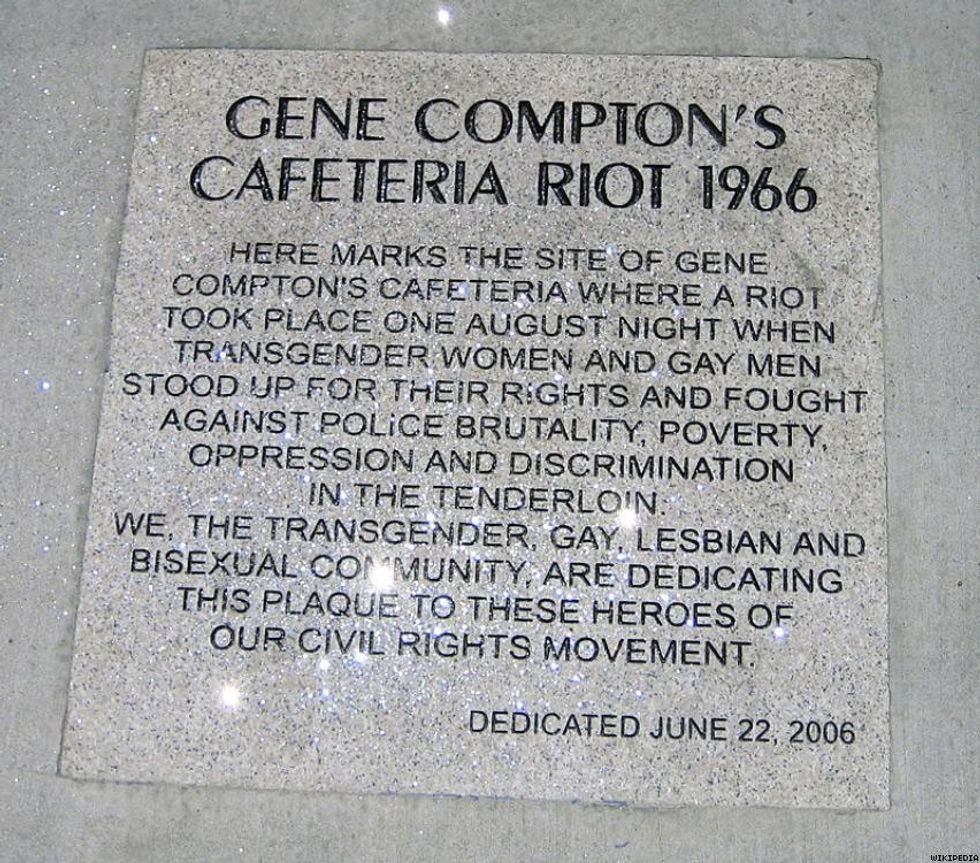 GENE COMPTON'S
CAFETERIA RIOT 1966
HERE MARKS THE SITE OF GENE
COMPTON'S CAFETERIA WHERE A RIOT
TOOK PLACE ONE AUGUST NIGHT WHEN
TRANSGENDER WOMEN AND GAY MEN
STOOD UP FOR THEIR RIGHTS AND FOUGHT
AGAINST POLICE BRUTALITY, POVERTY,
OPPRESSION AND DISCRIMINATION
IN THE TENDERLOIN.
WE, THE TRANSGENDER, GAY, LESBIAN AND
BISEXUAL COMMUNITY, ARE DEDICATING
THIS PLAQUE TO THESE HEROES OF
OUR CIVIL RIGHTS MOVEMENT.
DEDICATED JUNE 22, 2006
WIKIPEDIA